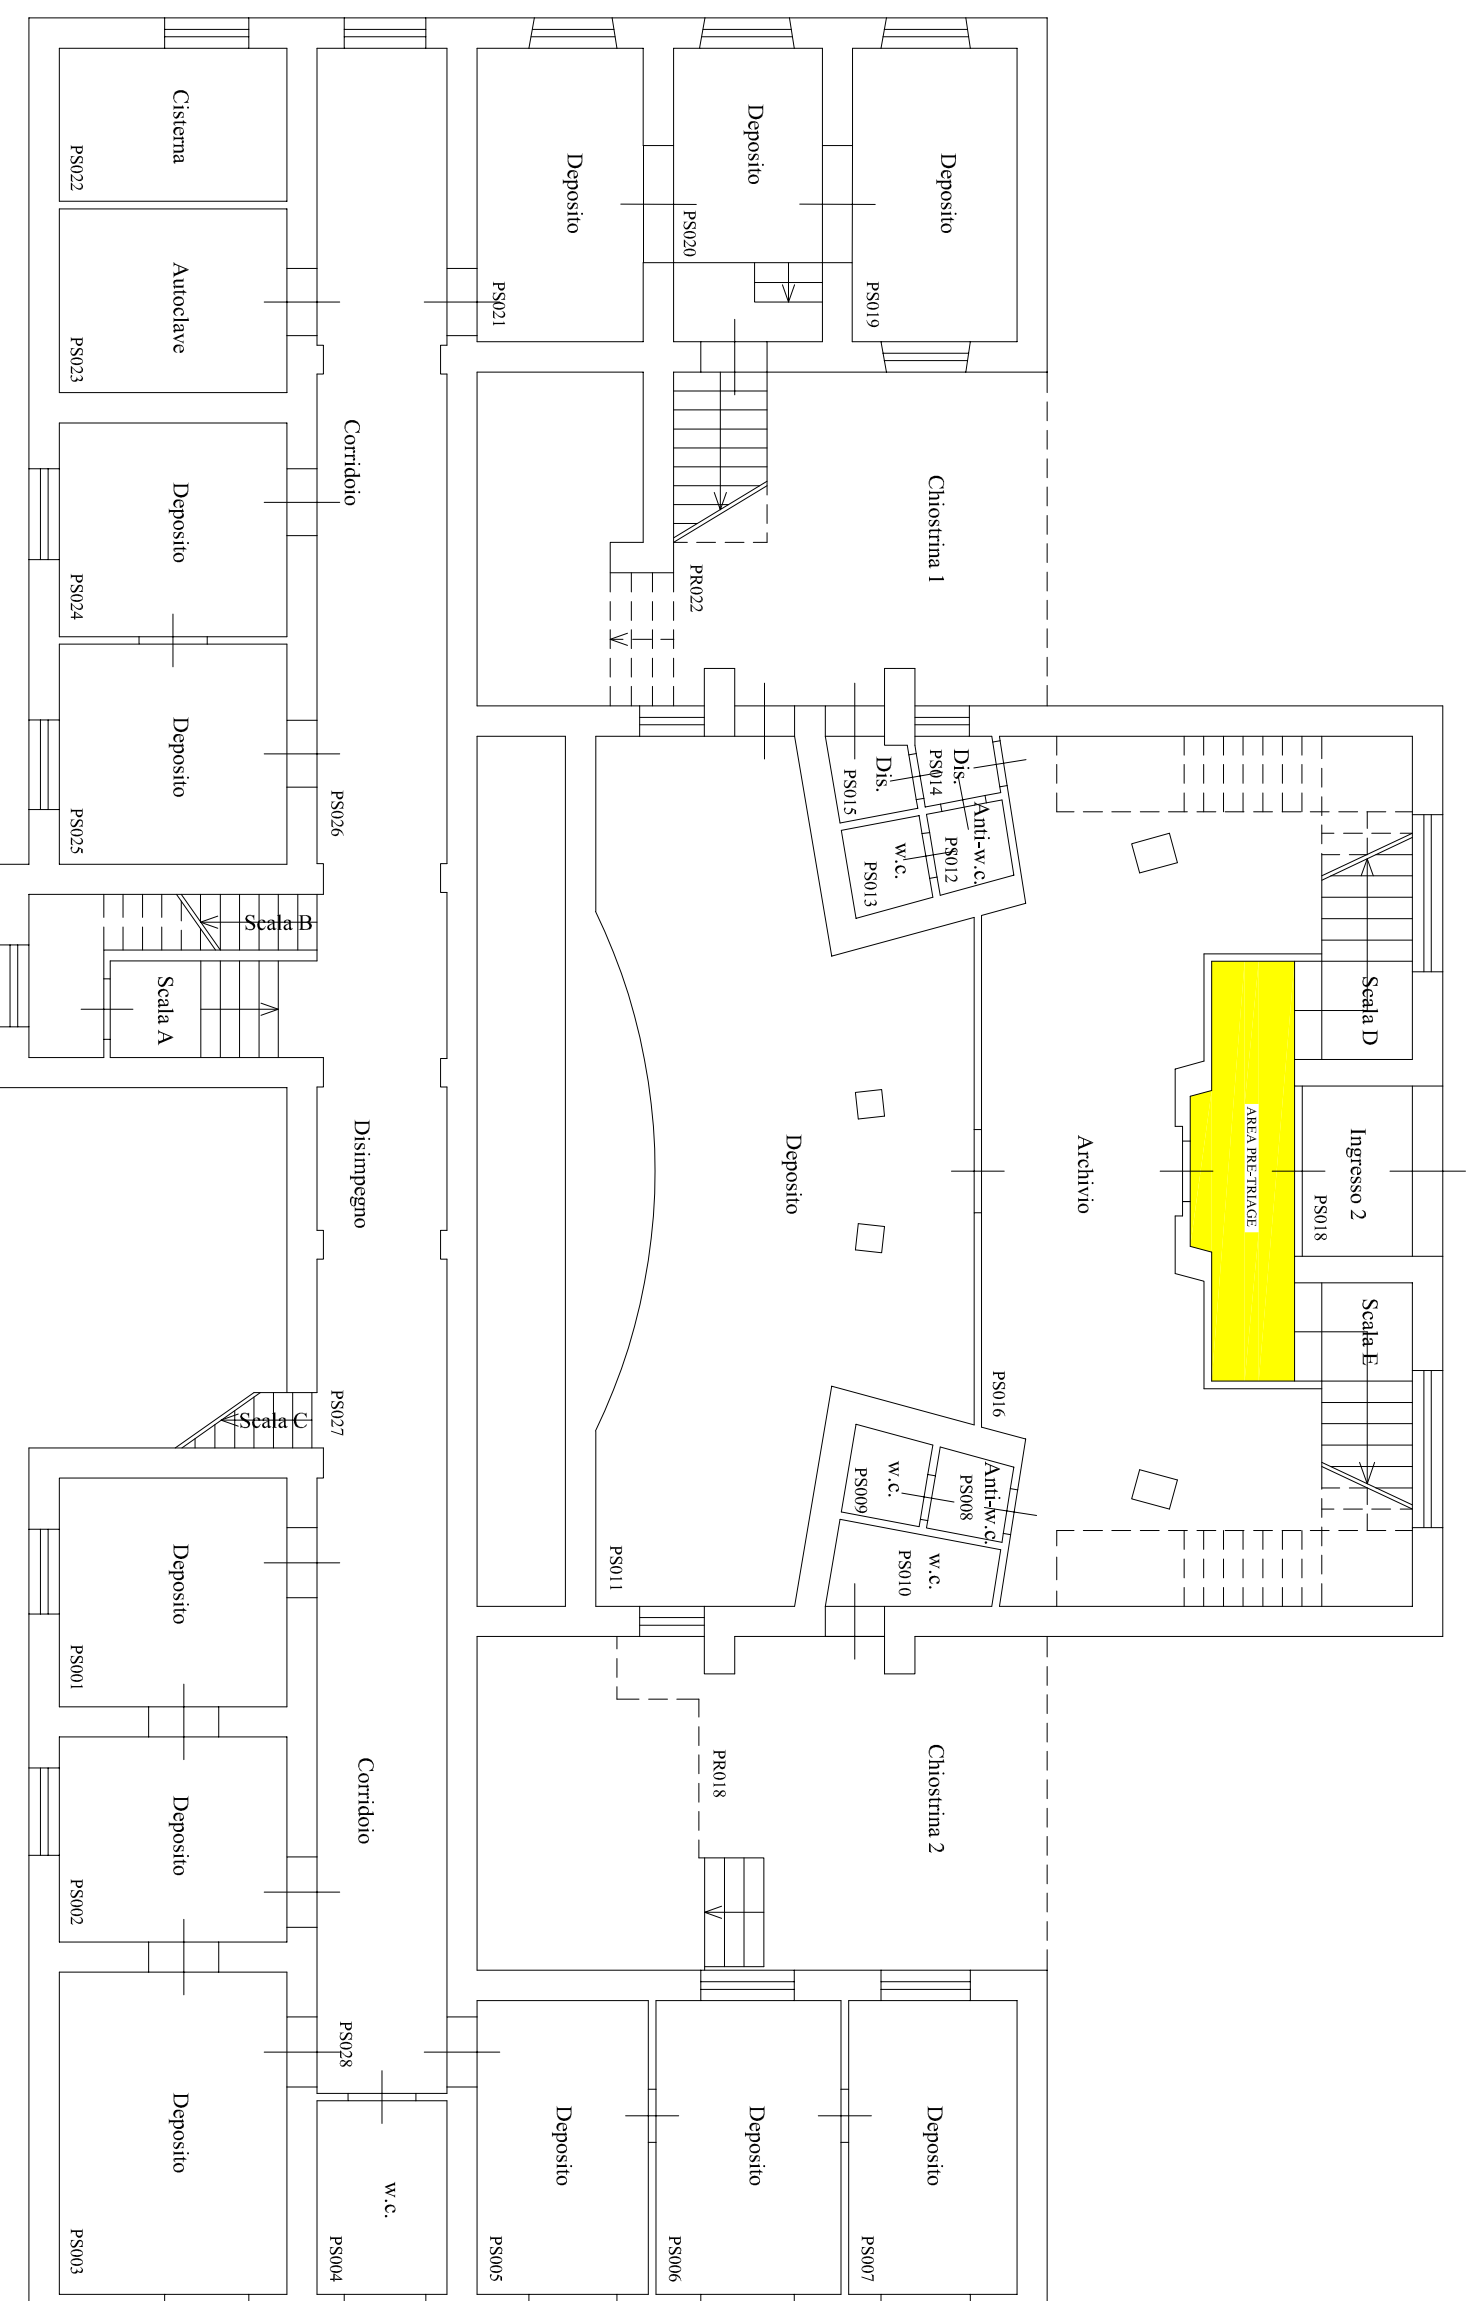 Cisterna
PS022
Autoclave
PS023
Corridoio
Deposito
PS024
Deposito
PS025
PS026
Deposito
PS021
Deposito
PS020
Deposito
PS019
Chiostrina 1
PR022
Scala B
Scala A
Disimpegno
Scala C
PS027
Dis.
PS014
Dis.
PS015
Anti-w.c.
PS012
w.c.
PS013
Scala D
AREA PRE-TRIAGE
Ingresso 2
PS018
Scala E
Archivio
PS016
Deposito
PS011
Anti-w.c.
PS008
w.c.
PS009
w.c.
PS010
Chiostrina 2
PR018
Deposito
PS001
Deposito
PS002
Corridoio
PS028
Deposito
PS003
w.c.
PS004
Deposito
PS005
Deposito
PS006
Deposito
PS007